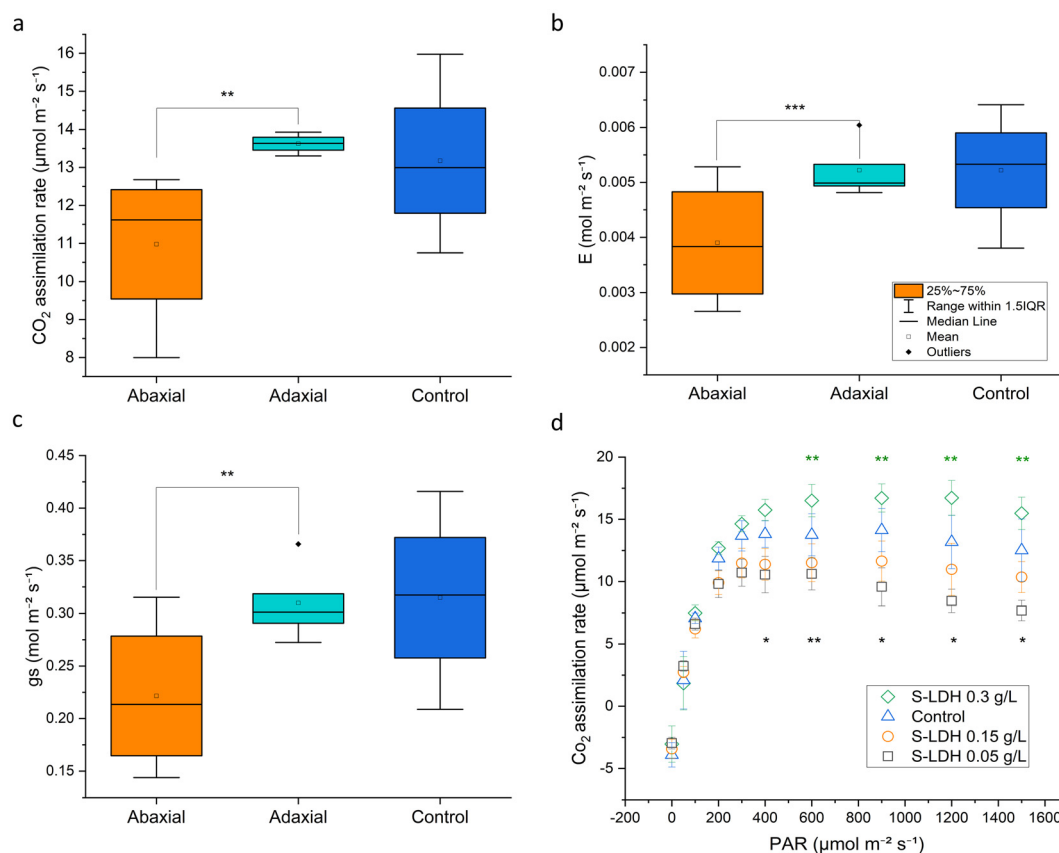 a
CO₂ assimilation rate (µmol m⁻² s⁻¹)
16
15
14
13
12
11
10
9
8
**
Abaxial Adaxial Control
b
E (mol m⁻² s⁻¹)
0.007
0.006
0.005
0.004
0.003
0.002
***
25%~75%
Range within 1.5IQR
Median Line
Mean
Outliers
Abaxial Adaxial Control
c
gs (mol m⁻² s⁻¹)
0.45
0.40
0.35
0.30
0.25
0.20
0.15
**
Abaxial Adaxial Control
d
Co₂ assimilation rate (µmol m⁻² s⁻¹)
20
15
10
5
0
-5
** ** ** **
* ** * * *
S-LDH 0.3 g/L
Control
S-LDH 0.15 g/L
S-LDH 0.05 g/L
-200 0 200 400 600 800 1000 1200 1400 1600
PAR (µmol m⁻² s⁻¹)